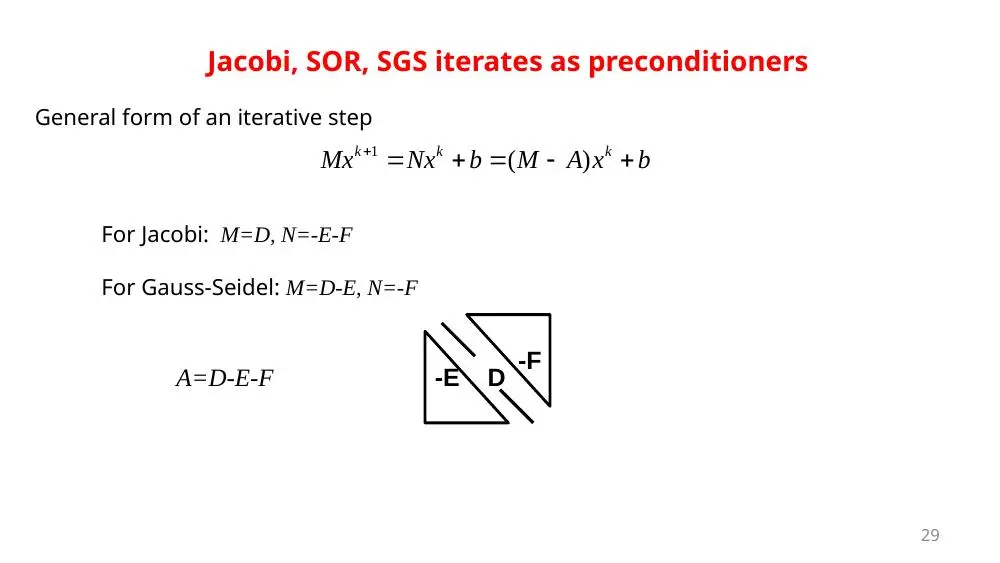 Jacobi, SOR, SGS iterates as preconditioners
General form of an iterative step
Mx^{k+1} = Nx^k + b = (M - A)x^k + b
For Jacobi: M=D, N=-E-F
For Gauss-Seidel: M=D-E, N=-F
-F
A=D-E-F -E D
29